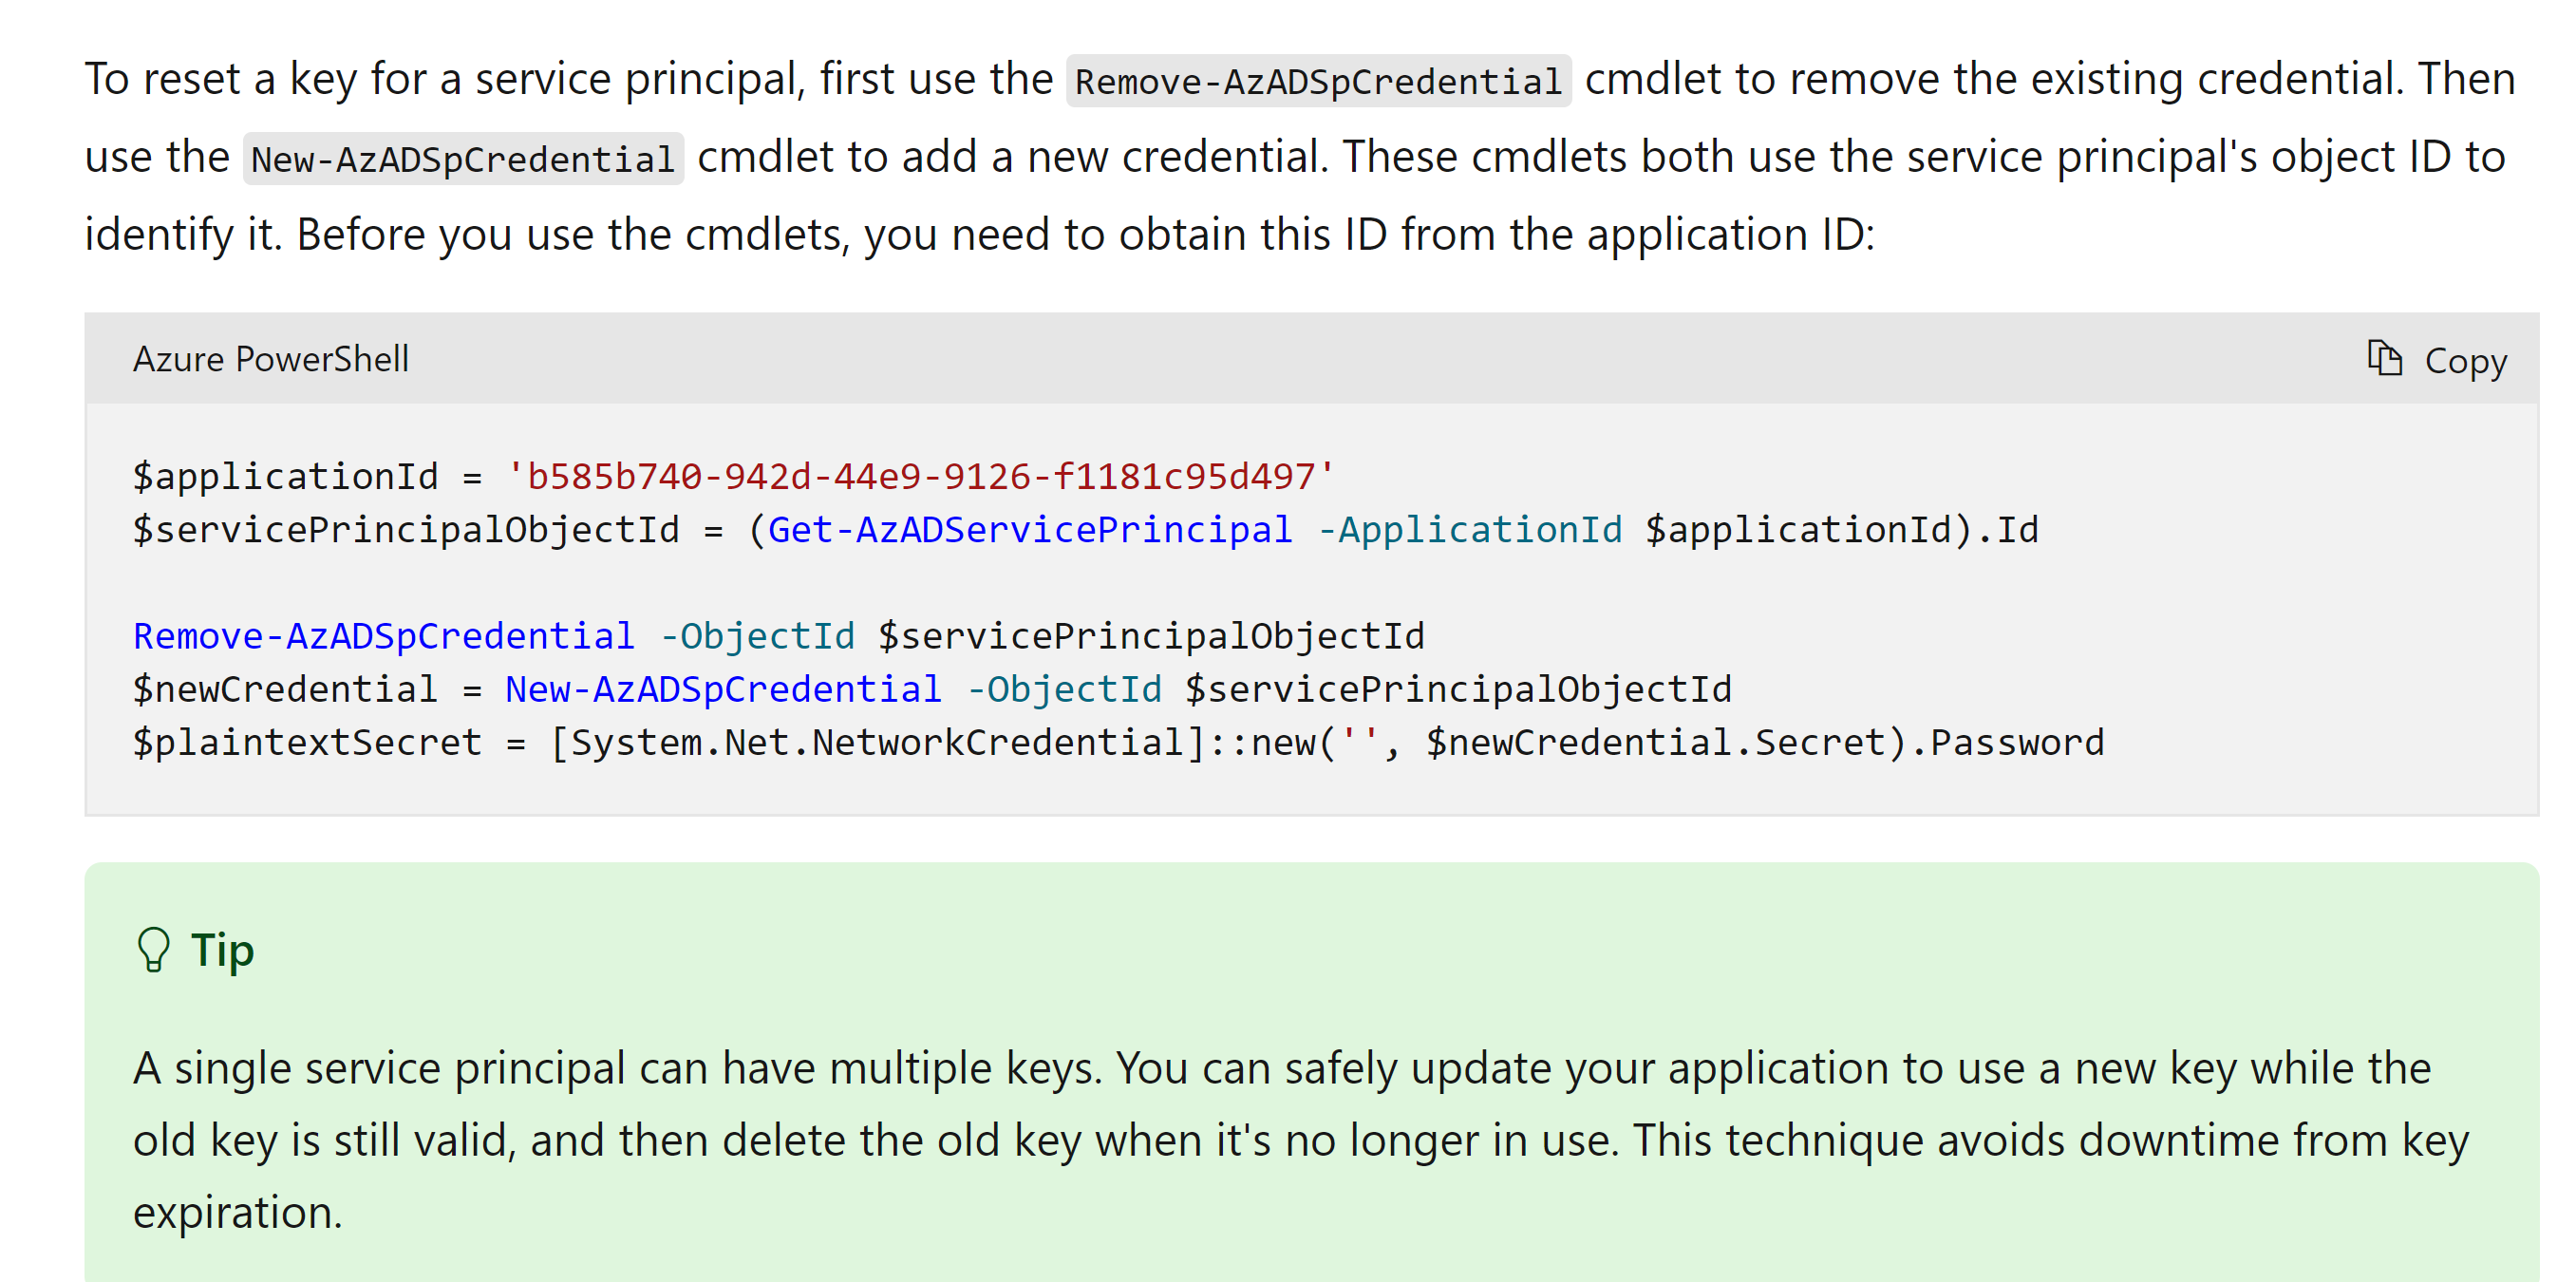 To reset a key for a service principal, first use the Remove-AzADSpCredential cmdlet to remove the existing credential. Then
use the New-AzADSpCredential cmdlet to add a new credential. These cmdlets both use the service principal's object ID to
identify it. Before you use the cmdlets, you need to obtain this ID from the application ID:
Azure PowerShell
Copy
$applicationId = 'b585b740-942d-44e9-9126-f1181c95d497'
$servicePrincipalObjectId = (Get-AzADServicePrincipal -ApplicationId $applicationId).Id
Remove-AzADSpCredential -ObjectId $servicePrincipalObjectId
$newCredential = New-AzADSpCredential -ObjectId $servicePrincipalObjectId
$plaintextSecret = [System.Net.NetworkCredential]::new('', $newCredential.Secret).Password
Tip
A single service principal can have multiple keys. You can safely update your application to use a new key while the
old key is still valid, and then delete the old key when it's no longer in use. This technique avoids downtime from key
expiration.